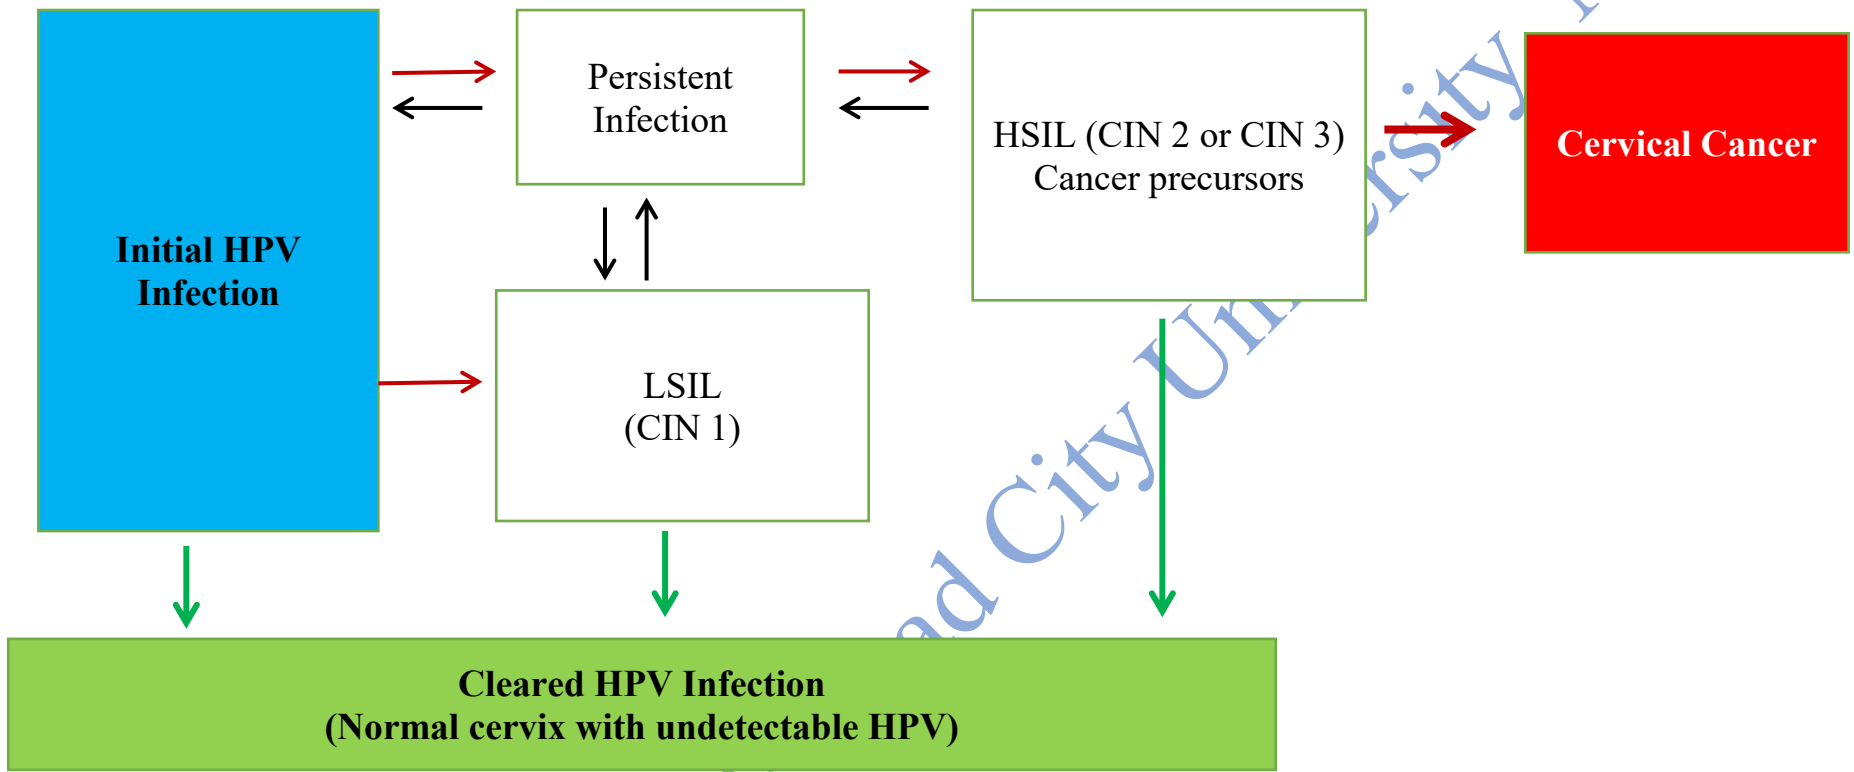 Initial HPV
Infection
Persistent
Infection
LSIL
(CIN 1)
HSIL (CIN 2 or CIN 3)
Cancer precursors
Cervical Cancer
Cleared HPV Infection
(Normal cervix with undetectable HPV)
City University